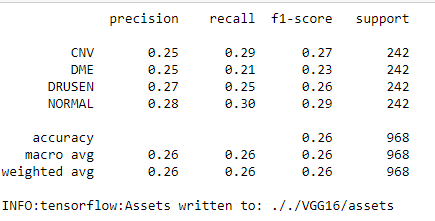 precision recall f1-score support
CNV 0.25 0.29 0.27 242
DME 0.25 0.21 0.23 242
DRUSEN 0.27 0.25 0.26 242
NORMAL 0.28 0.30 0.29 242
accuracy 0.26 968
macro avg 0.26 0.26 0.26 968
weighted avg 0.26 0.26 0.26 968
INFO:tensorflow:Assets written to: ././VGG16/assets